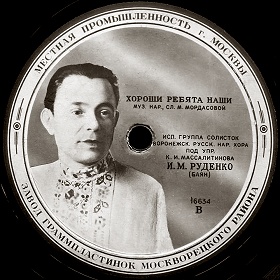 МЕСТНАЯ ПРОМЫШЛЕННОСТЬ Г. МОСКВЫ
ХОРОШИ РЕБЯТА НАШИ
МУЗ. НАР., СЛ. М. МОРДАСОВОЙ
ИСП. ГРУППА СОЛИСТОК
ВОРОНЕЖСК. РУССК. НАР. ХОРА
ПОД УПР.
К. И. МАССАЛИТИНОВА
И. М. РУДЕНКО
(БАЯН)
16654
В
ЗАВОД ГРАММПЛАСТИНОК МОСКВОРЕЦКОГО РАЙОНА